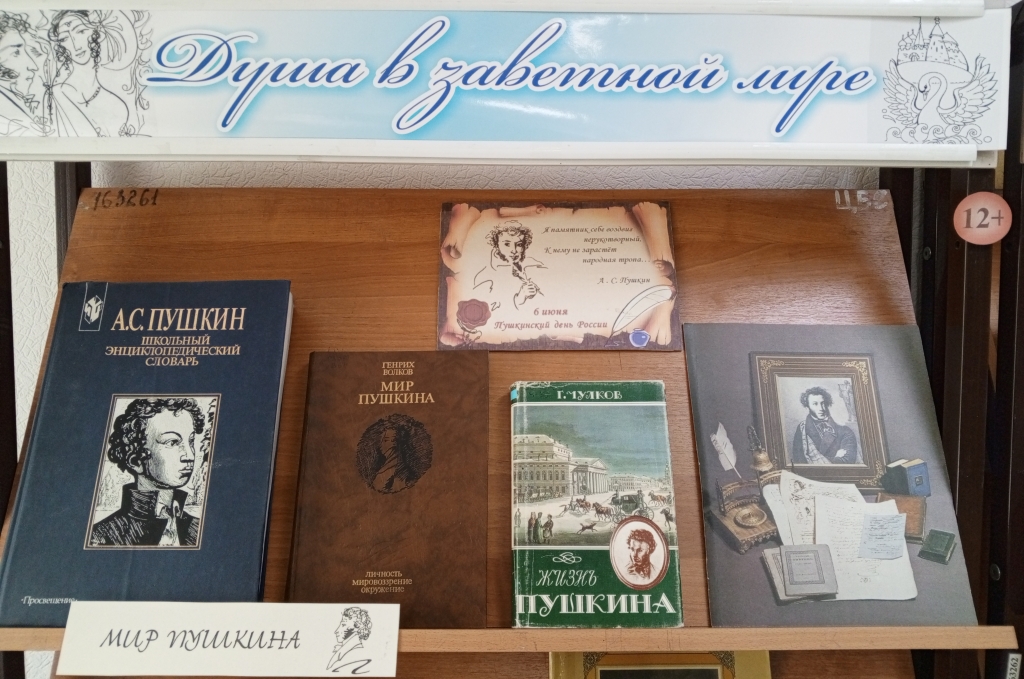 Душа в заветной лире
163261
ЦБС
12+
Я памятник себе воздвиг
нерукотворный,
К нему не зарастёт
народная тропа...
А. С. Пушкин
6 июня
Пушкинский день России
А.С. ПУШКИН
ШКОЛЬНЫЙ
ЭНЦИКЛОПЕДИЧЕСКИЙ
СЛОВАРЬ
«Просвещение»
ГЕНРИХ
ВОЛКОВ
МИР
ПУШКИНА
ЛИЧНОСТЬ
МИРОВОЗЗРЕНИЕ
ОКРУЖЕНИЕ
Г. ЧУЛКОВ
ЖИЗНЬ
ПУШКИНА
МИР ПУШКИНА